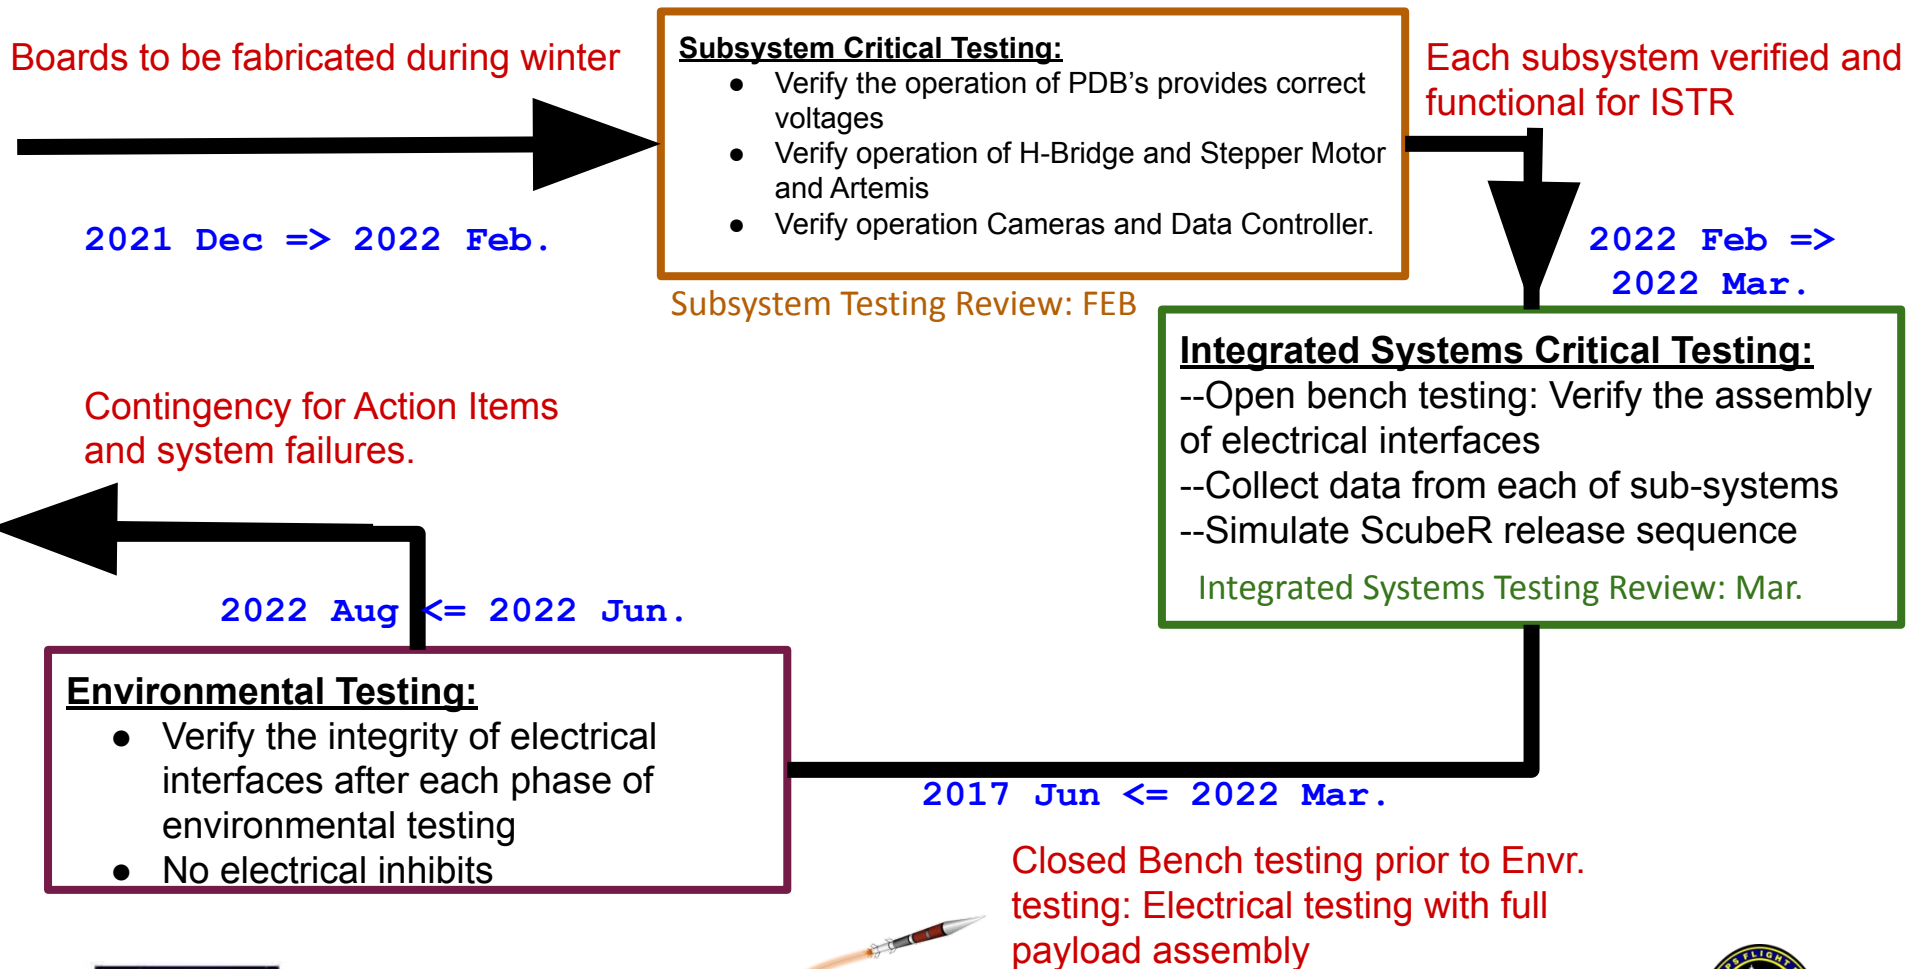 Boards to be fabricated during winter
2021 Dec => 2022 Feb.
Subsystem Critical Testing:
● Verify the operation of PDB's provides correct
voltages
● Verify operation of H-Bridge and Stepper Motor
and Artemis
● Verify operation Cameras and Data Controller.
Subsystem Testing Review: FEB
Each subsystem verified and
functional for ISTR
2022 Feb =>
2022 Mar.
Integrated Systems Critical Testing:
--Open bench testing: Verify the assembly
of electrical interfaces
--Collect data from each of sub-systems
--Simulate ScubeR release sequence
Integrated Systems Testing Review: Mar.
2017 Jun <= 2022 Mar.
Closed Bench testing prior to Envr.
testing: Electrical testing with full
payload assembly
Environmental Testing:
● Verify the integrity of electrical
interfaces after each phase of
environmental testing
● No electrical inhibits
2022 Aug <= 2022 Jun.
Contingency for Action Items
and system failures.